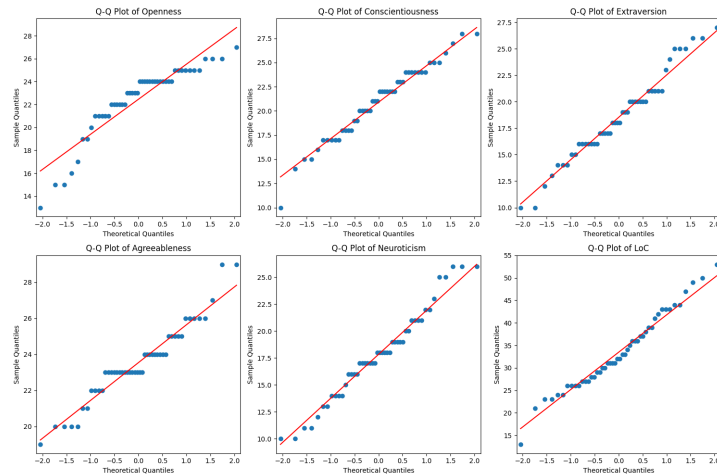 Q-Q Plot of Openness
Sample Quantiles
28
26
24
22
20
18
16
14
-2.0 -1.5 -1.0 -0.5 0.0 0.5 1.0 1.5 2.0
Theoretical Quantiles
Q-Q Plot of Conscientiousness
Sample Quantiles
27.5
25.0
22.5
20.0
17.5
15.0
12.5
10.0
-2.0 -1.5 -1.0 -0.5 0.0 0.5 1.0 1.5 2.0
Theoretical Quantiles
Q-Q Plot of Extraversion
Sample Quantiles
27.5
25.0
22.5
20.0
17.5
15.0
12.5
10.0
-2.0 -1.5 -1.0 -0.5 0.0 0.5 1.0 1.5 2.0
Theoretical Quantiles
Q-Q Plot of Agreeableness
Sample Quantiles
28
26
24
22
20
-2.0 -1.5 -1.0 -0.5 0.0 0.5 1.0 1.5 2.0
Theoretical Quantiles
Q-Q Plot of Neuroticism
Sample Quantiles
25.0
22.5
20.0
17.5
15.0
12.5
10.0
-2.0 -1.5 -1.0 -0.5 0.0 0.5 1.0 1.5 2.0
Theoretical Quantiles
Q-Q Plot of LoC
Sample Quantiles
55
50
45
40
35
30
25
20
15
-2.0 -1.5 -1.0 -0.5 0.0 0.5 1.0 1.5 2.0
Theoretical Quantiles